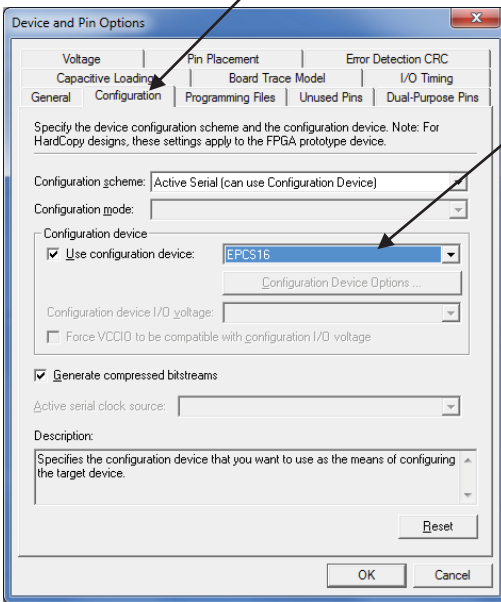 Device and Pin Options
Voltage Pin Placement Error Detection CRC
Capacitive Loading Board Trace Model I/O Timing
General Configuration Programming Files Unused Pins Dual-Purpose Pins
Specify the device configuration scheme and the configuration device. Note: For
HardCopy designs, these settings apply to the FPGA prototype device.
Configuration scheme: Active Serial (can use Configuration Device)
Configuration mode:
Configuration device
Use configuration device: EPCS16
Configuration Device Options ...
Configuration device I/O voltage:
Force VCCIO to be compatible with configuration I/O voltage
Generate compressed bitstreams
Active serial clock source:
Description:
Specifies the configuration device that you want to use as the means of configuring
the target device.
Reset
OK Cancel